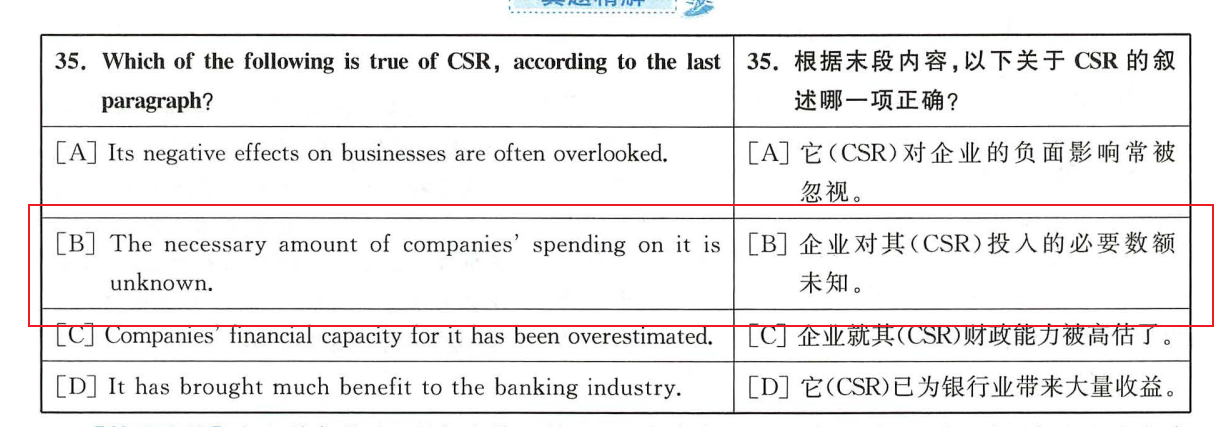 35. Which of the following is true of CSR, according to the last
paragraph?
35. 根据末段内容,以下关于 CSR 的叙
述哪一项正确?
[A] Its negative effects on businesses are often overlooked.
[A] 它(CSR)对企业的负面影响常被
忽视。
[B] The necessary amount of companies' spending on it is
unknown.
[B] 企业对其(CSR)投入的必要数额
未知。
[C] Companies' financial capacity for it has been overestimated.
[C] 企业就其(CSR)财政能力被高估了。
[D] It has brought much benefit to the banking industry.
[D] 它(CSR)已为银行业带来大量收益。